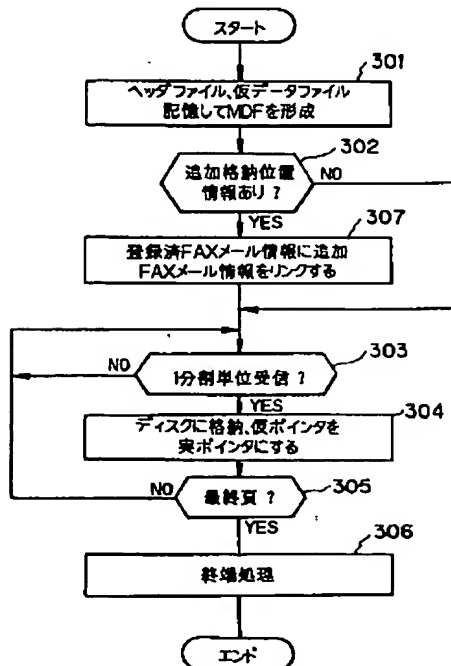 スタート
301
ヘッダファイル、仮データファイル
記憶してMDFを形成
302
追加格納位置
情報あり?
NO
YES
307
登録済FAXメール情報に追加
FAXメール情報をリンクする
303
NO
1分割単位受信?
YES
304
ディスクに格納、仮ポインタを
実ポインタにする
NO
305
最終頁?
YES
306
終端処理
エンド